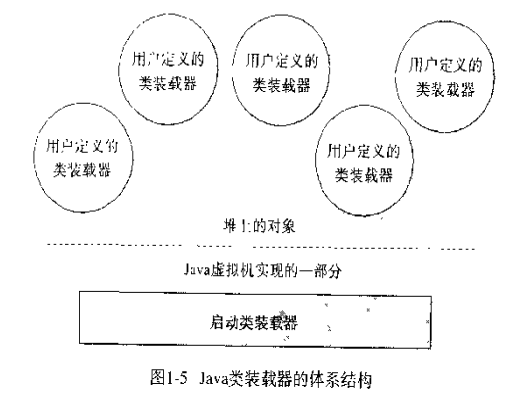 用户定义的
类装载器
用户定义的
类装载器
用户定义的
类装载器
用户定义的
类装载器
用户定义的
类装载器
堆上的对象
Java虚拟机实现的一部分
启动类装载器
图1-5 Java类装载器的体系结构